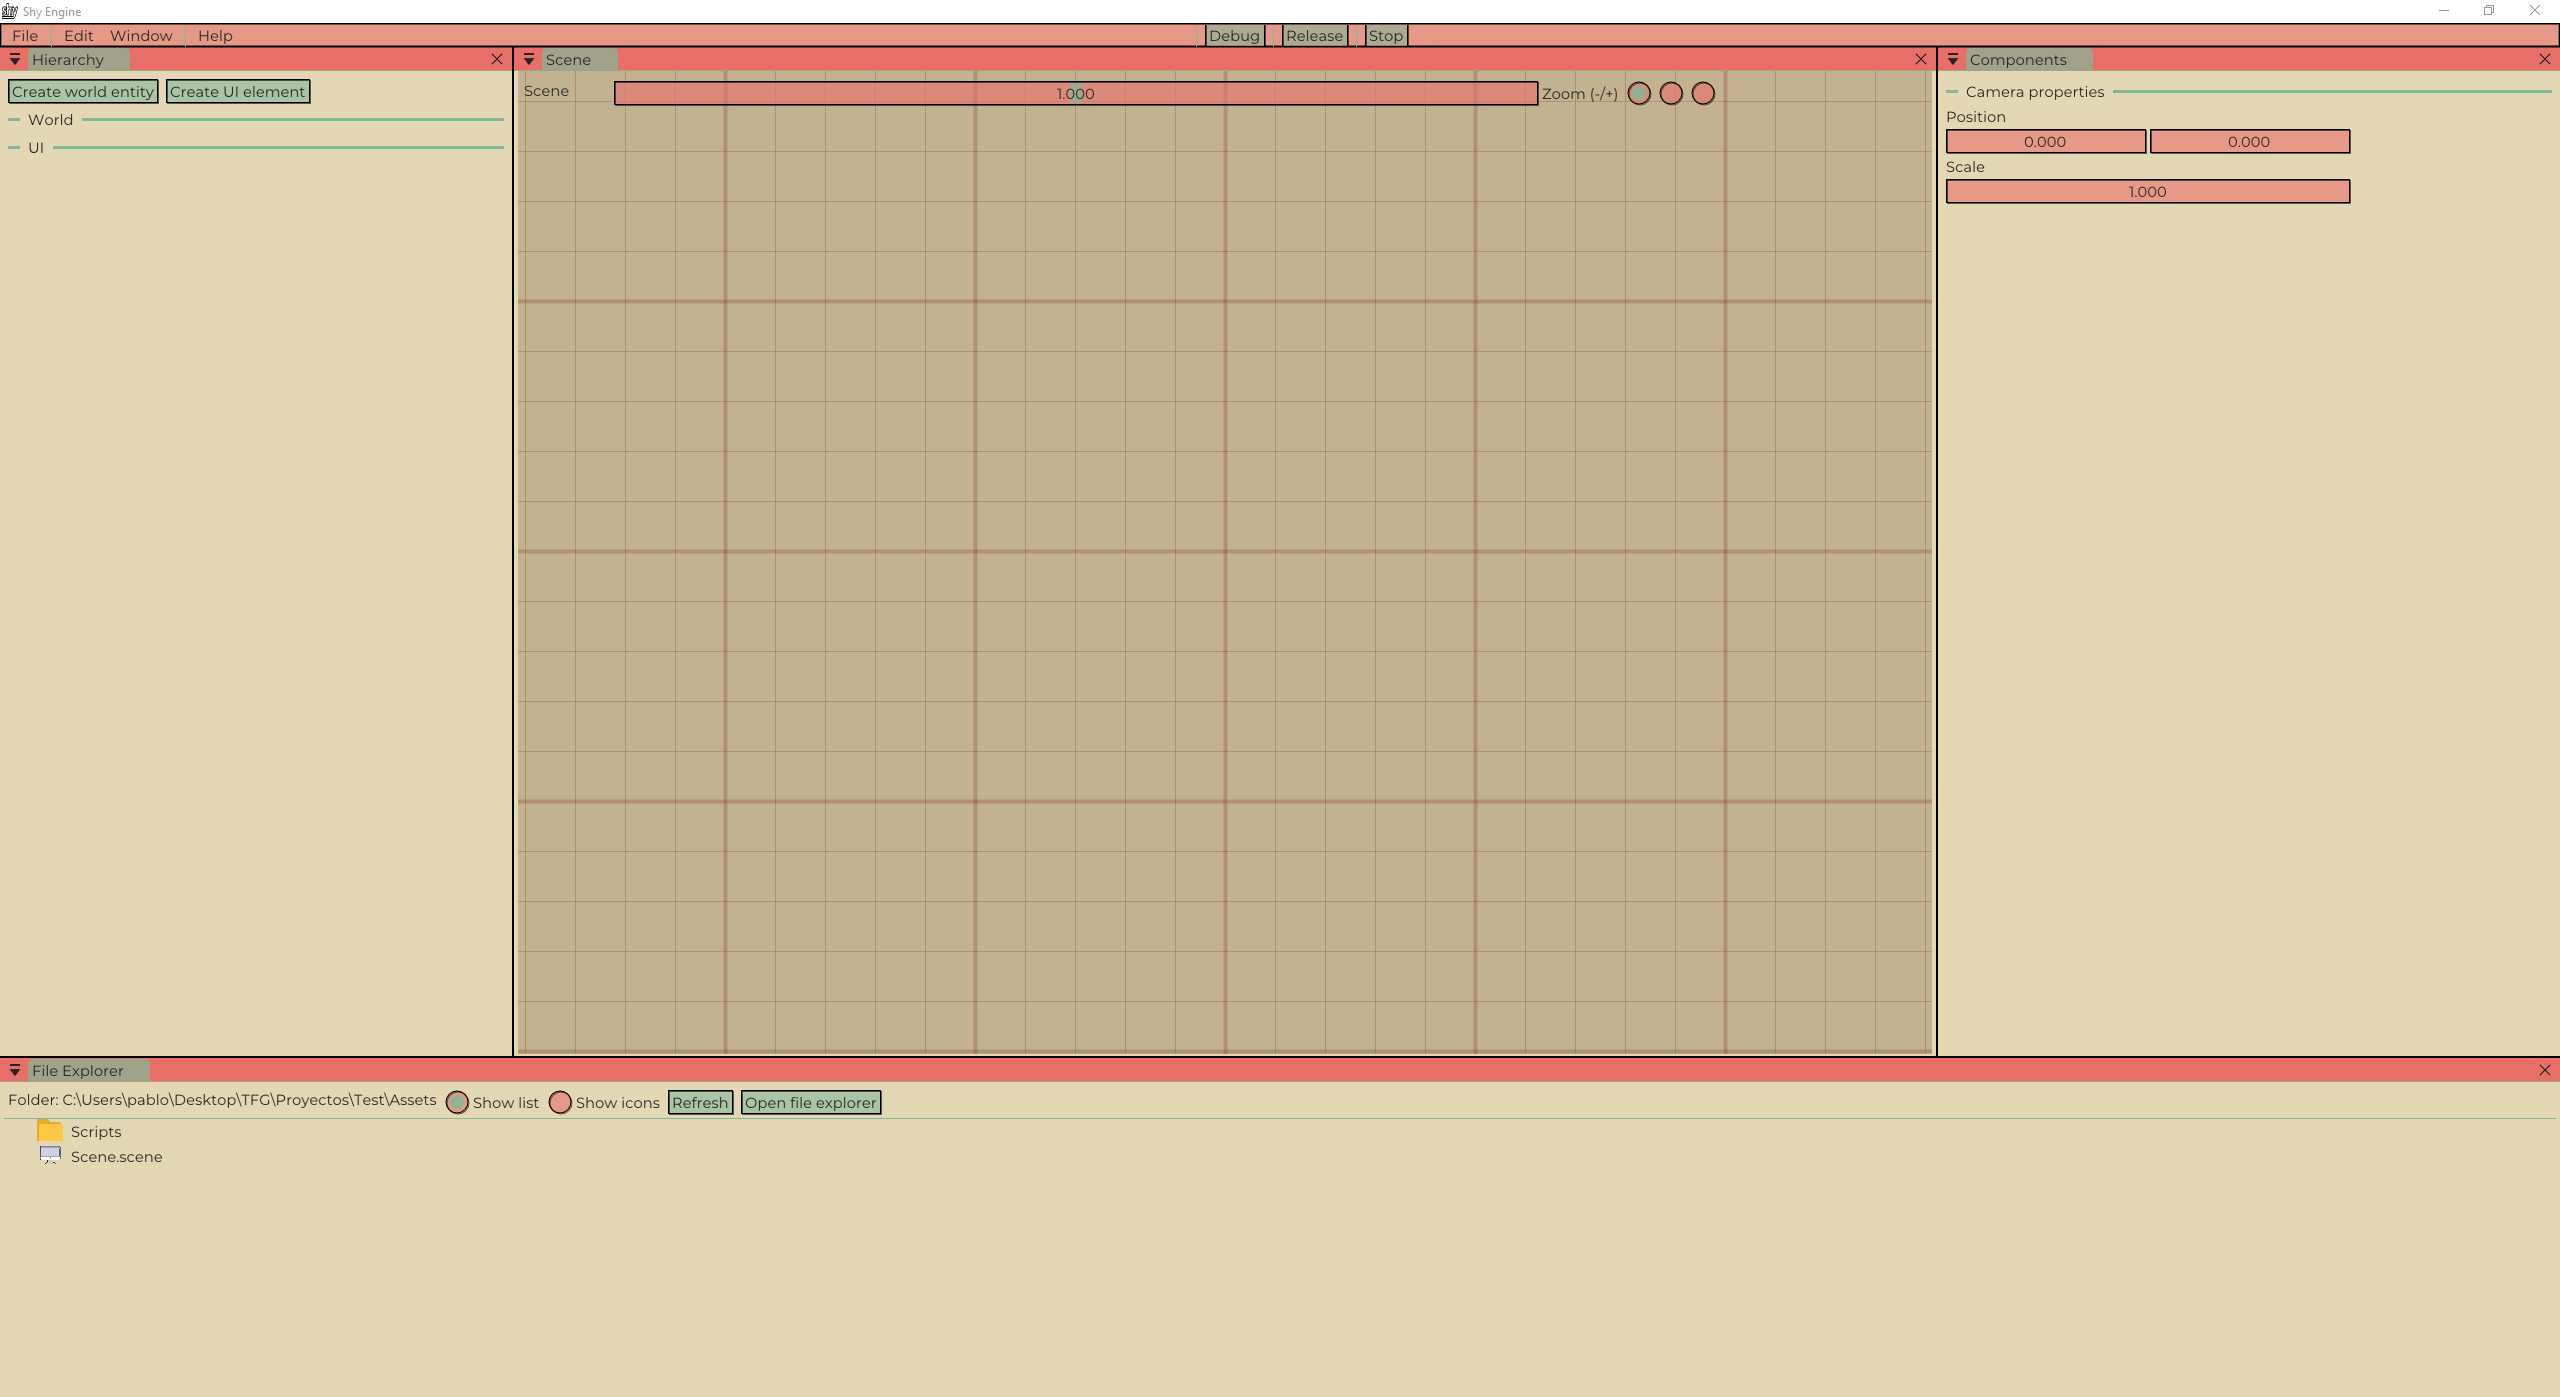 shy Shy Engine
File Edit Window Help Debug Release Stop
Hierarchy
Create world entity Create UI element
World
UI
Scene
Scene 1.000 Zoom (-/+)
Components
Camera properties
Position
0.000 0.000
Scale
1.000
File Explorer
Folder: C:\Users\pablo\Desktop\TFG\Proyectos\Test\Assets Show list Show icons Refresh Open file explorer
Scripts
Scene.scene